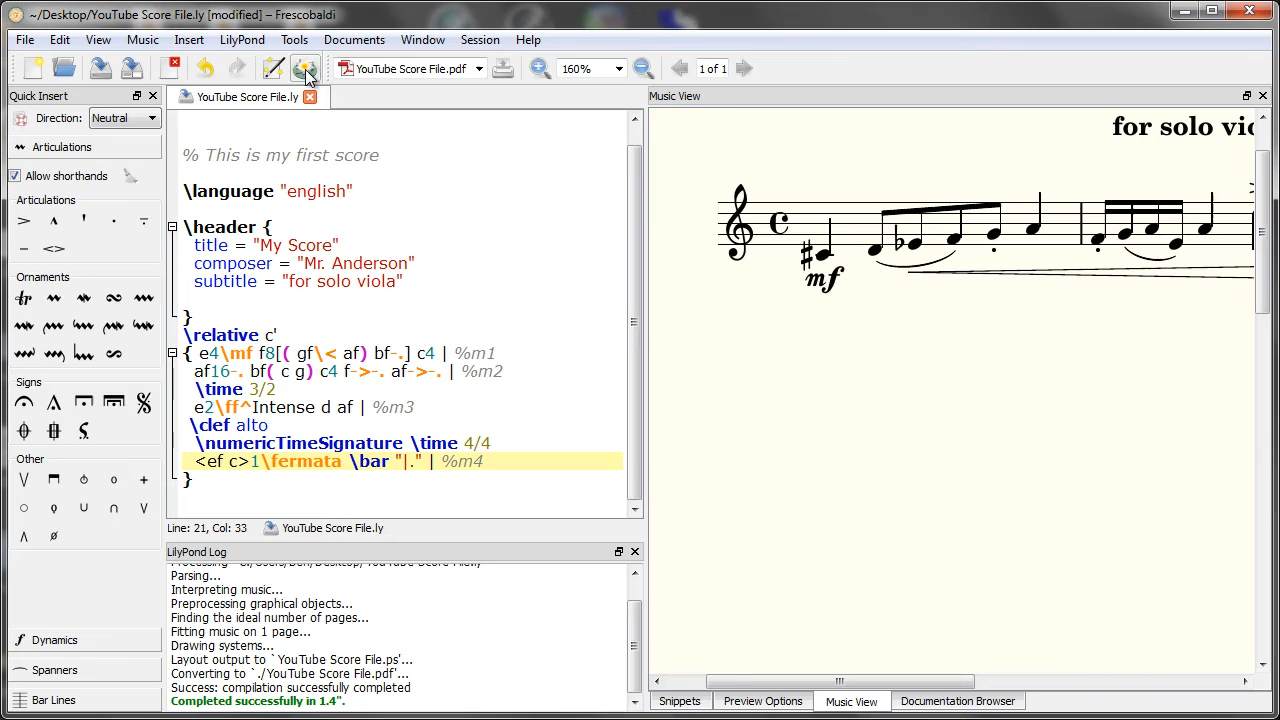 ~/Desktop/YouTube Score File.ly [modified] - Frescobaldi
File Edit View Music Insert LilyPond Tools Documents Window Session Help
YouTube Score File.pdf 160% 1 of 1
Quick Insert
YouTube Score File.ly
Music View
Direction: Neutral
Articulations
Allow shorthands
Articulations
Ornaments
Signs
Other
Dynamics
Spanners
Bar Lines
% This is my first score
\language "english"
\header {
title = "My Score"
composer = "Mr. Anderson"
subtitle = "for solo viola"
}
\relative c'
{ e4\mf f8[( gf\< af) bf-.] c4 | %m1
af16-. bf( c g) c4 f->-. af->-. | %m2
\time 3/2
e2\ff^Intense d af | %m3
\clef alto
\numericTimeSignature \time 4/4
<ef c>1\fermata \bar "|." | %m4
}
Line: 21, Col: 33 YouTube Score File.ly
LilyPond Log
Parsing...
Interpreting music...
Preprocessing graphical objects...
Finding the ideal number of pages...
Fitting music on 1 page...
Drawing systems...
Layout output to `YouTube Score File.ps'...
Converting to `./YouTube Score File.pdf'...
Success: compilation successfully completed
Completed successfully in 1.4".
for solo vio
mf
Snippets Preview Options Music View Documentation Browser